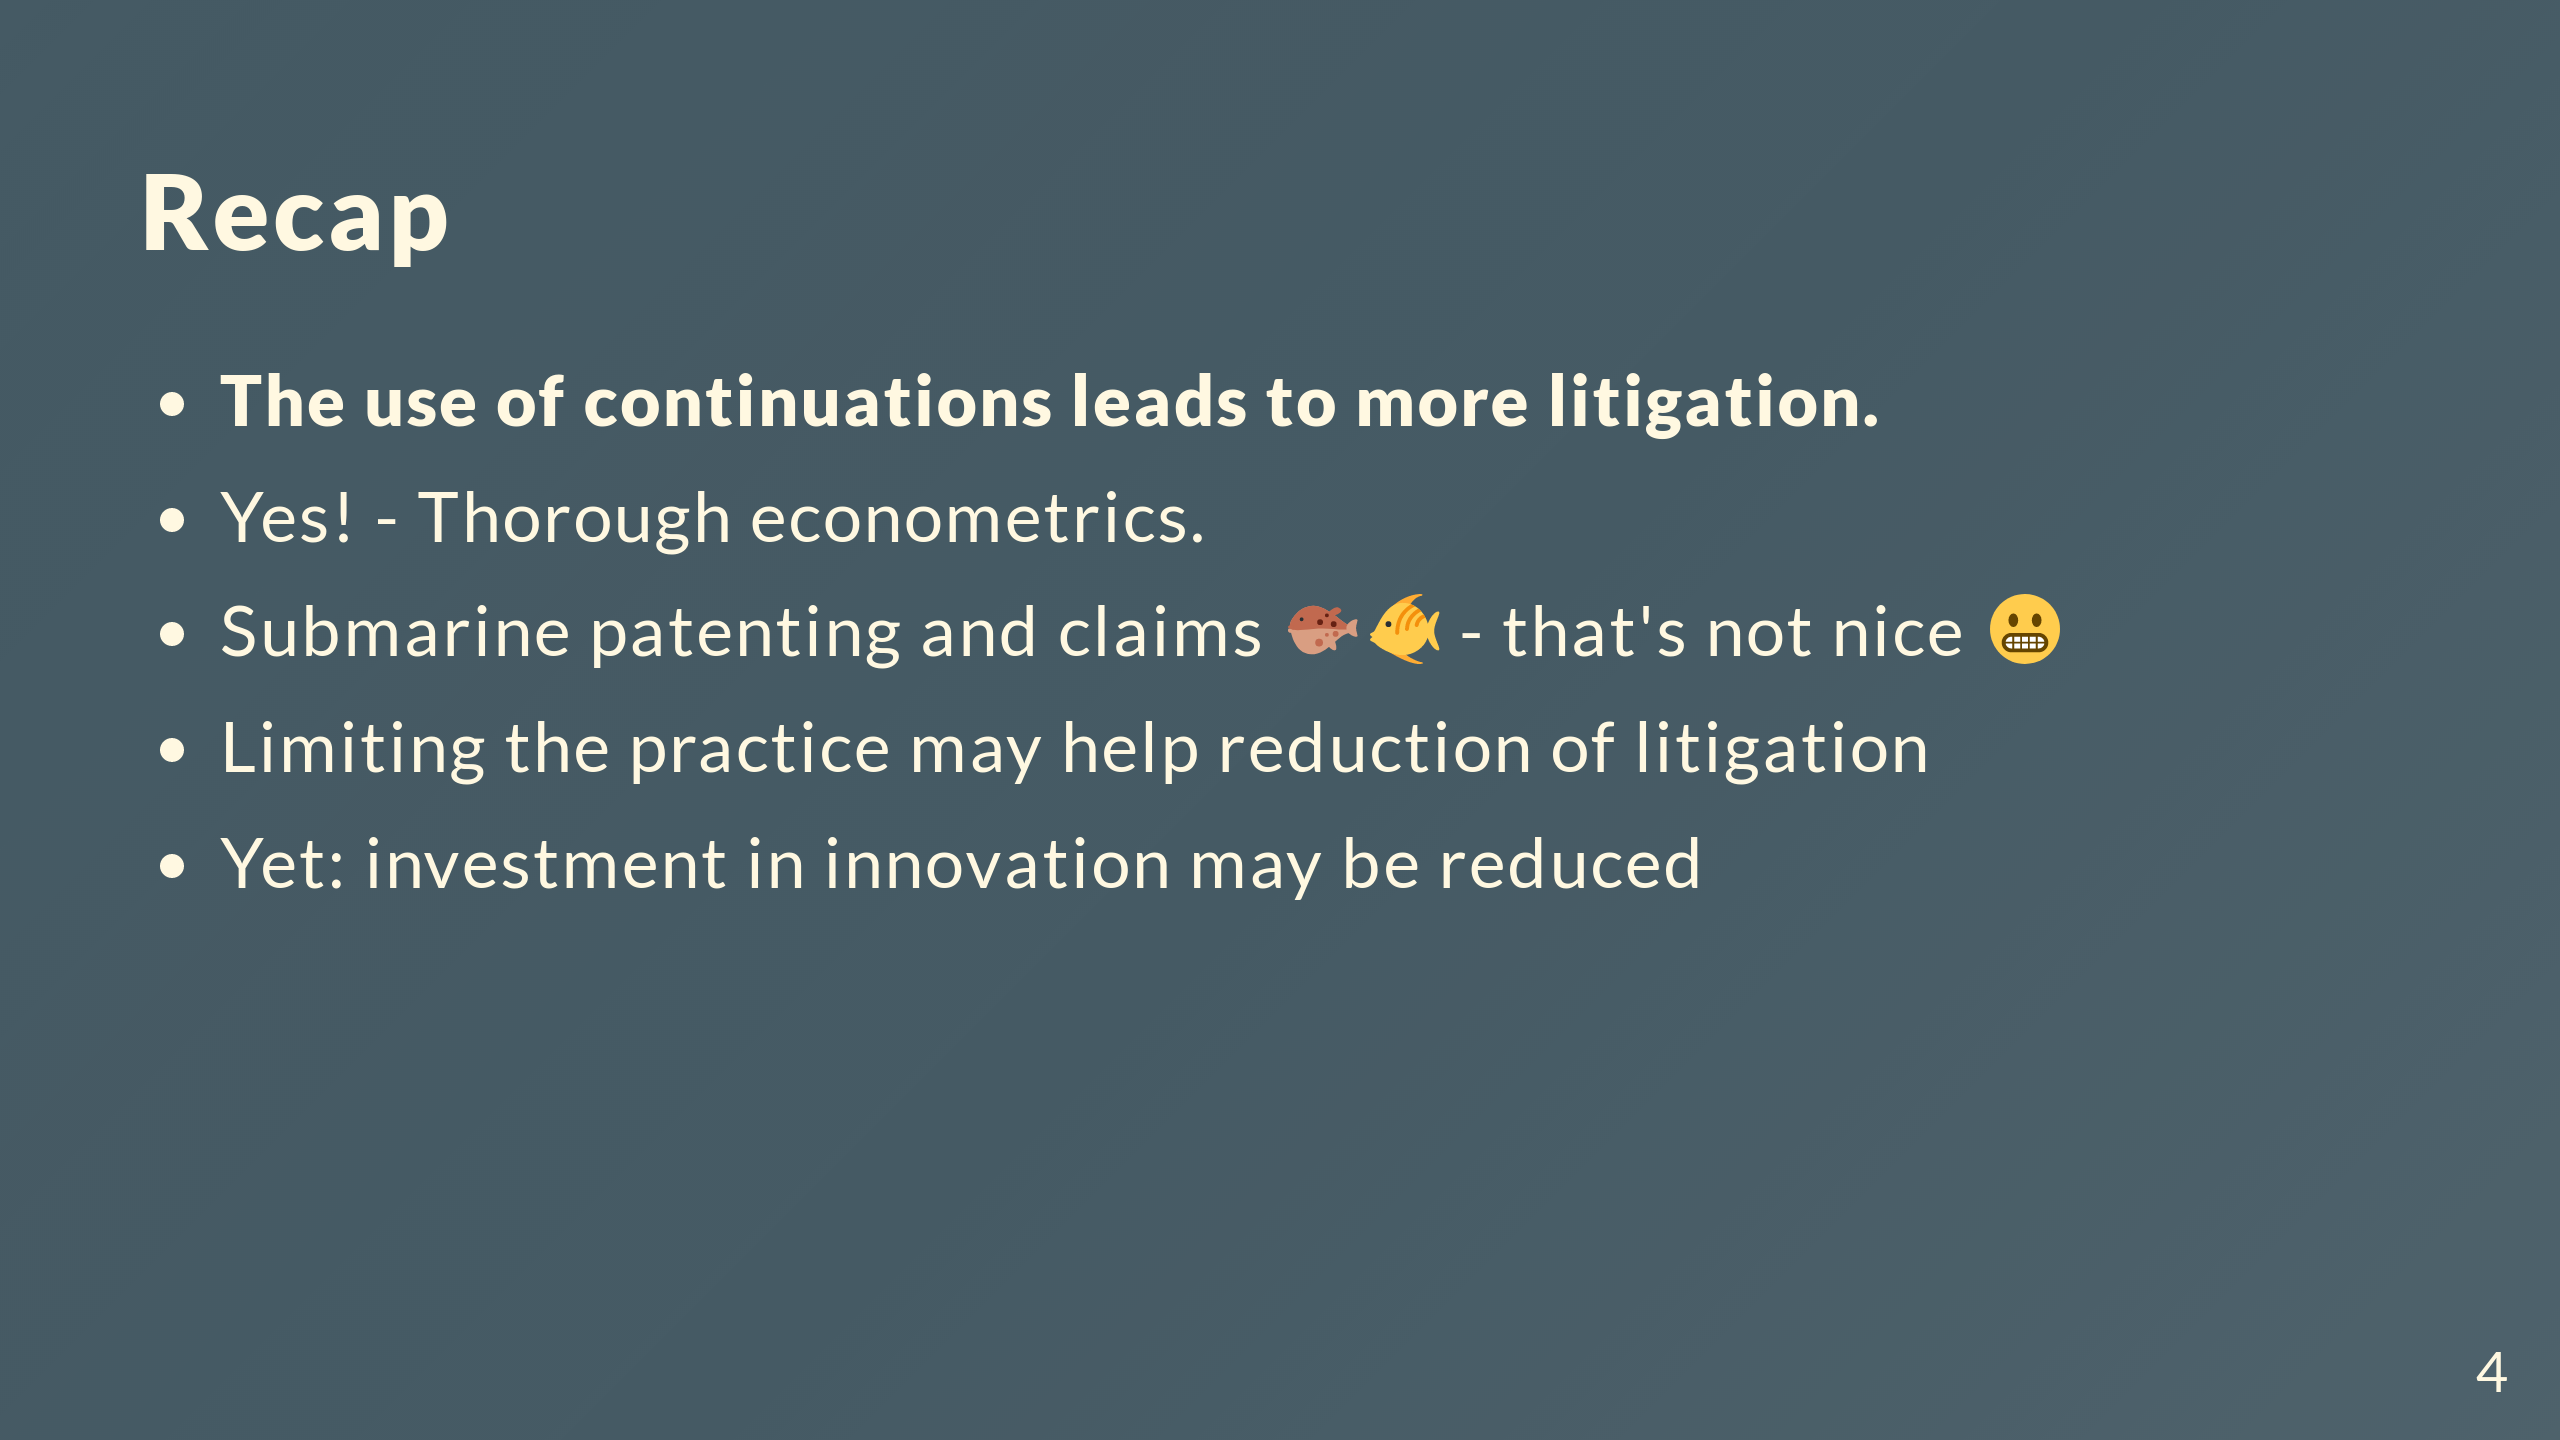 Recap
• The use of continuations leads to more litigation.
• Yes! - Thorough econometrics.
• Submarine patenting and claims 🐡🐠 - that's not nice 😬
• Limiting the practice may help reduction of litigation
• Yet: investment in innovation may be reduced
4